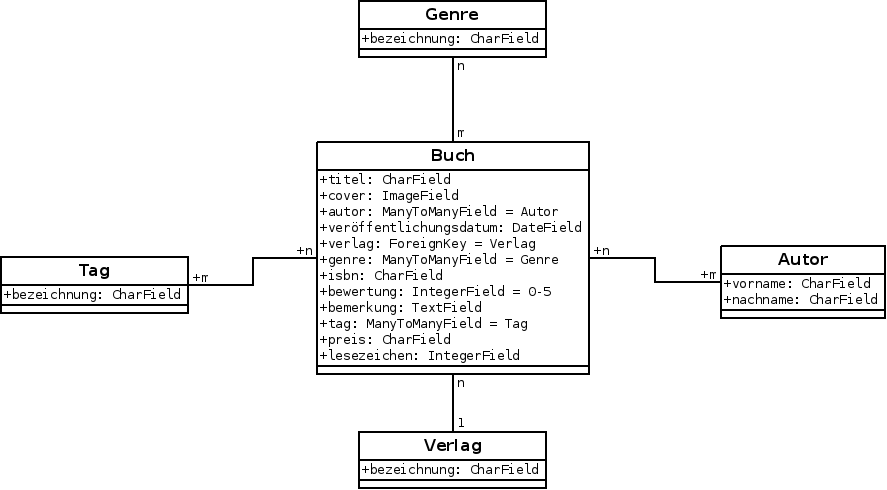 Genre
+bezeichnung: CharField
n
m
Buch
+titel: CharField
+cover: ImageField
+autor: ManyToManyField = Autor
+veröffentlichungsdatum: DateField
+verlag: ForeignKey = Verlag
+genre: ManyToManyField = Genre
+isbn: CharField
+bewertung: IntegerField = 0-5
+bemerkung: TextField
+tag: ManyToManyField = Tag
+preis: CharField
+lesezeichen: IntegerField
+n
+m
Tag
+bezeichnung: CharField
+n
+m
Autor
+vorname: CharField
+nachname: CharField
n
1
Verlag
+bezeichnung: CharField